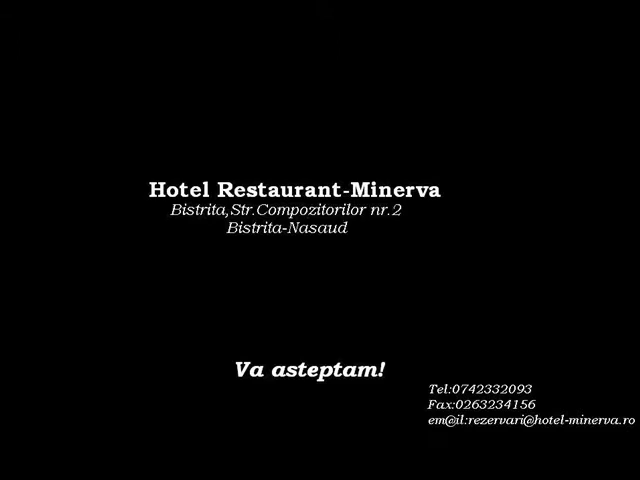 Hotel Restaurant-Minerva
Bistrita,Str.Compozitorilor nr.2
Bistrita-Nasaud
Va asteptam!
Tel:0742332093
Fax:0263234156
em@il:rezervari@hotel-minerva.ro